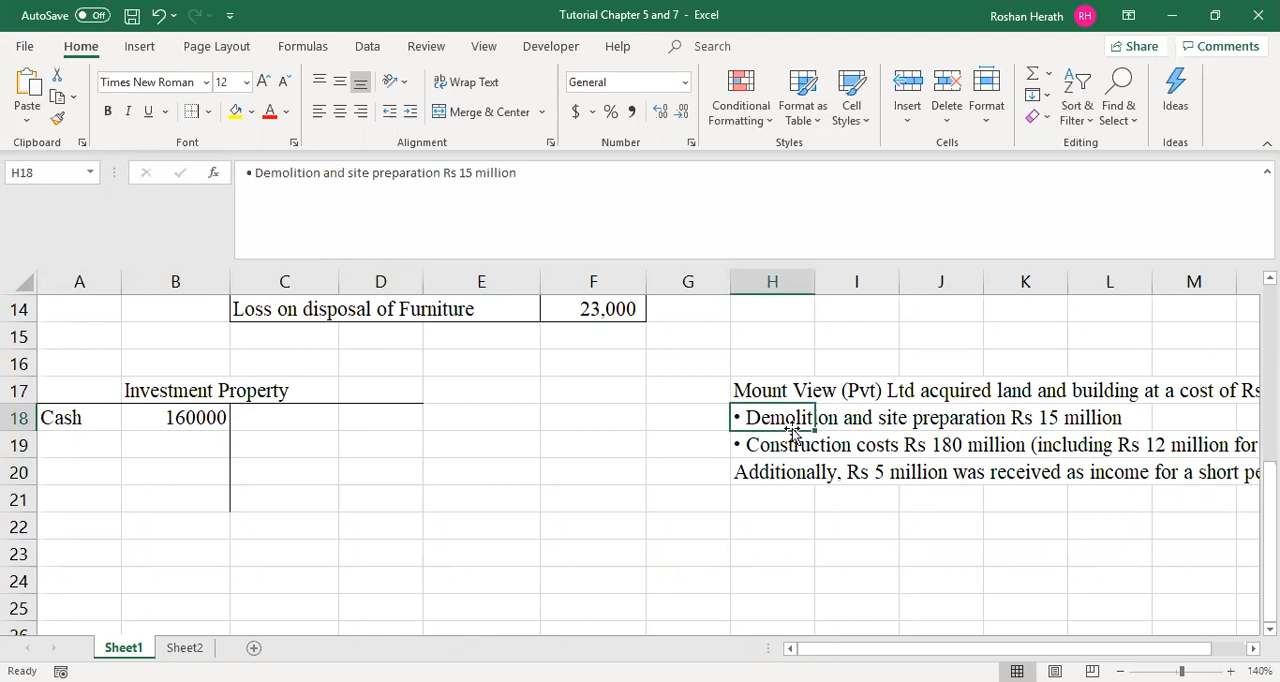 AutoSave Off Tutorial Chapter 5 and 7 - Excel Roshan Herath RH
File Home Insert Page Layout Formulas Data Review View Developer Help Search Share Comments
Times New Roman 12 A A Wrap Text General
Paste B I U A Merge & Center $ % , Conditional Formatting Format as Table Cell Styles Insert Delete Format Sort & Filter Find & Select Ideas
Clipboard Font Alignment Number Styles Cells Editing Ideas
H18 fx • Demolition and site preparation Rs 15 million
A B C D E F G H I J K L M
14 Loss on disposal of Furniture 23,000
15
16
17 Investment Property Mount View (Pvt) Ltd acquired land and building at a cost of Rs
18 Cash 160000 • Demolition and site preparation Rs 15 million
19 • Construction costs Rs 180 million (including Rs 12 million for
20 Additionally, Rs 5 million was received as income for a short pe
21
22
23
24
25
26
Sheet1 Sheet2
Ready 140%